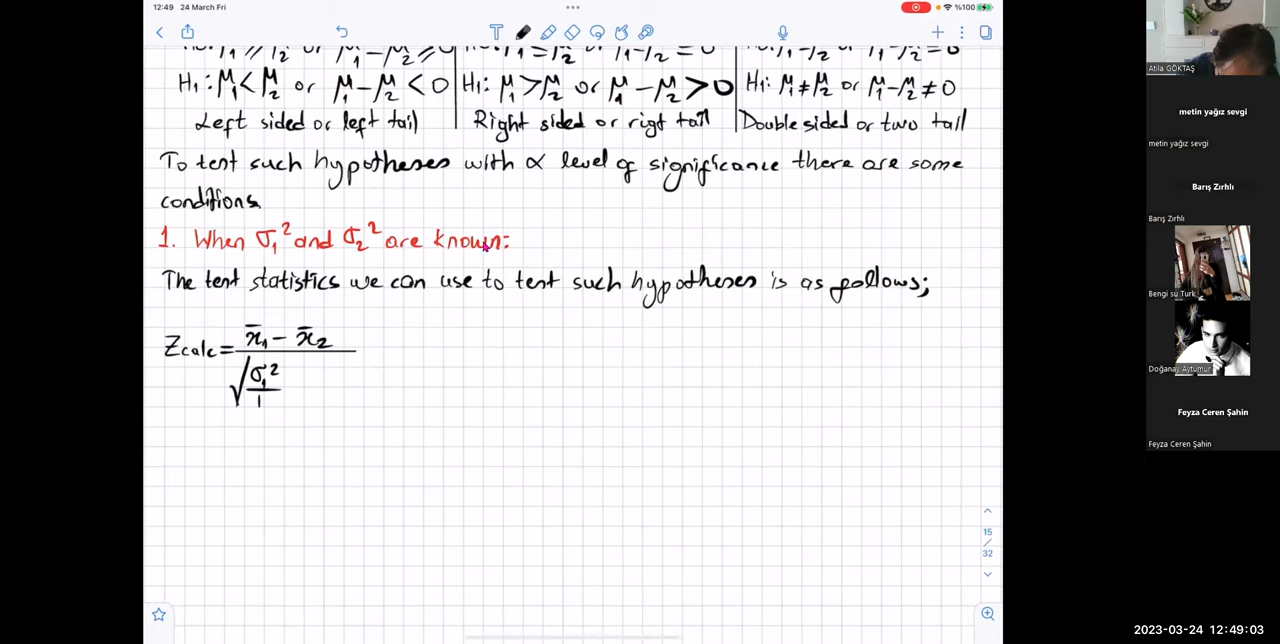 12:49 24 March Fri
%100
H₁: μ₁ < μ₂ or μ₁ − μ₂ < 0 H₁: μ₁ > μ₂ or μ₁ − μ₂ > 0 H₁: μ₁ ≠ μ₂ or μ₁ − μ₂ ≠ 0
Left sided or left tail Right sided or rigt tail Double sided or two tail
To test such hypotheses with α level of significance there are some
conditions.
1. When σ₁² and σ₂² are known:
The test statistics we can use to test such hypotheses is as follows;
Zcalc = x̄₁ − x̄₂
√σ₁²
15
32
Atila GÖKTAŞ
metin yağız sevgi
metin yağız sevgi
Barış Zırhlı
Barış Zırhlı
Bengi su Turk
Doğanay Aytumur
Feyza Ceren Şahin
Feyza Ceren Şahin
2023-03-24 12:49:03